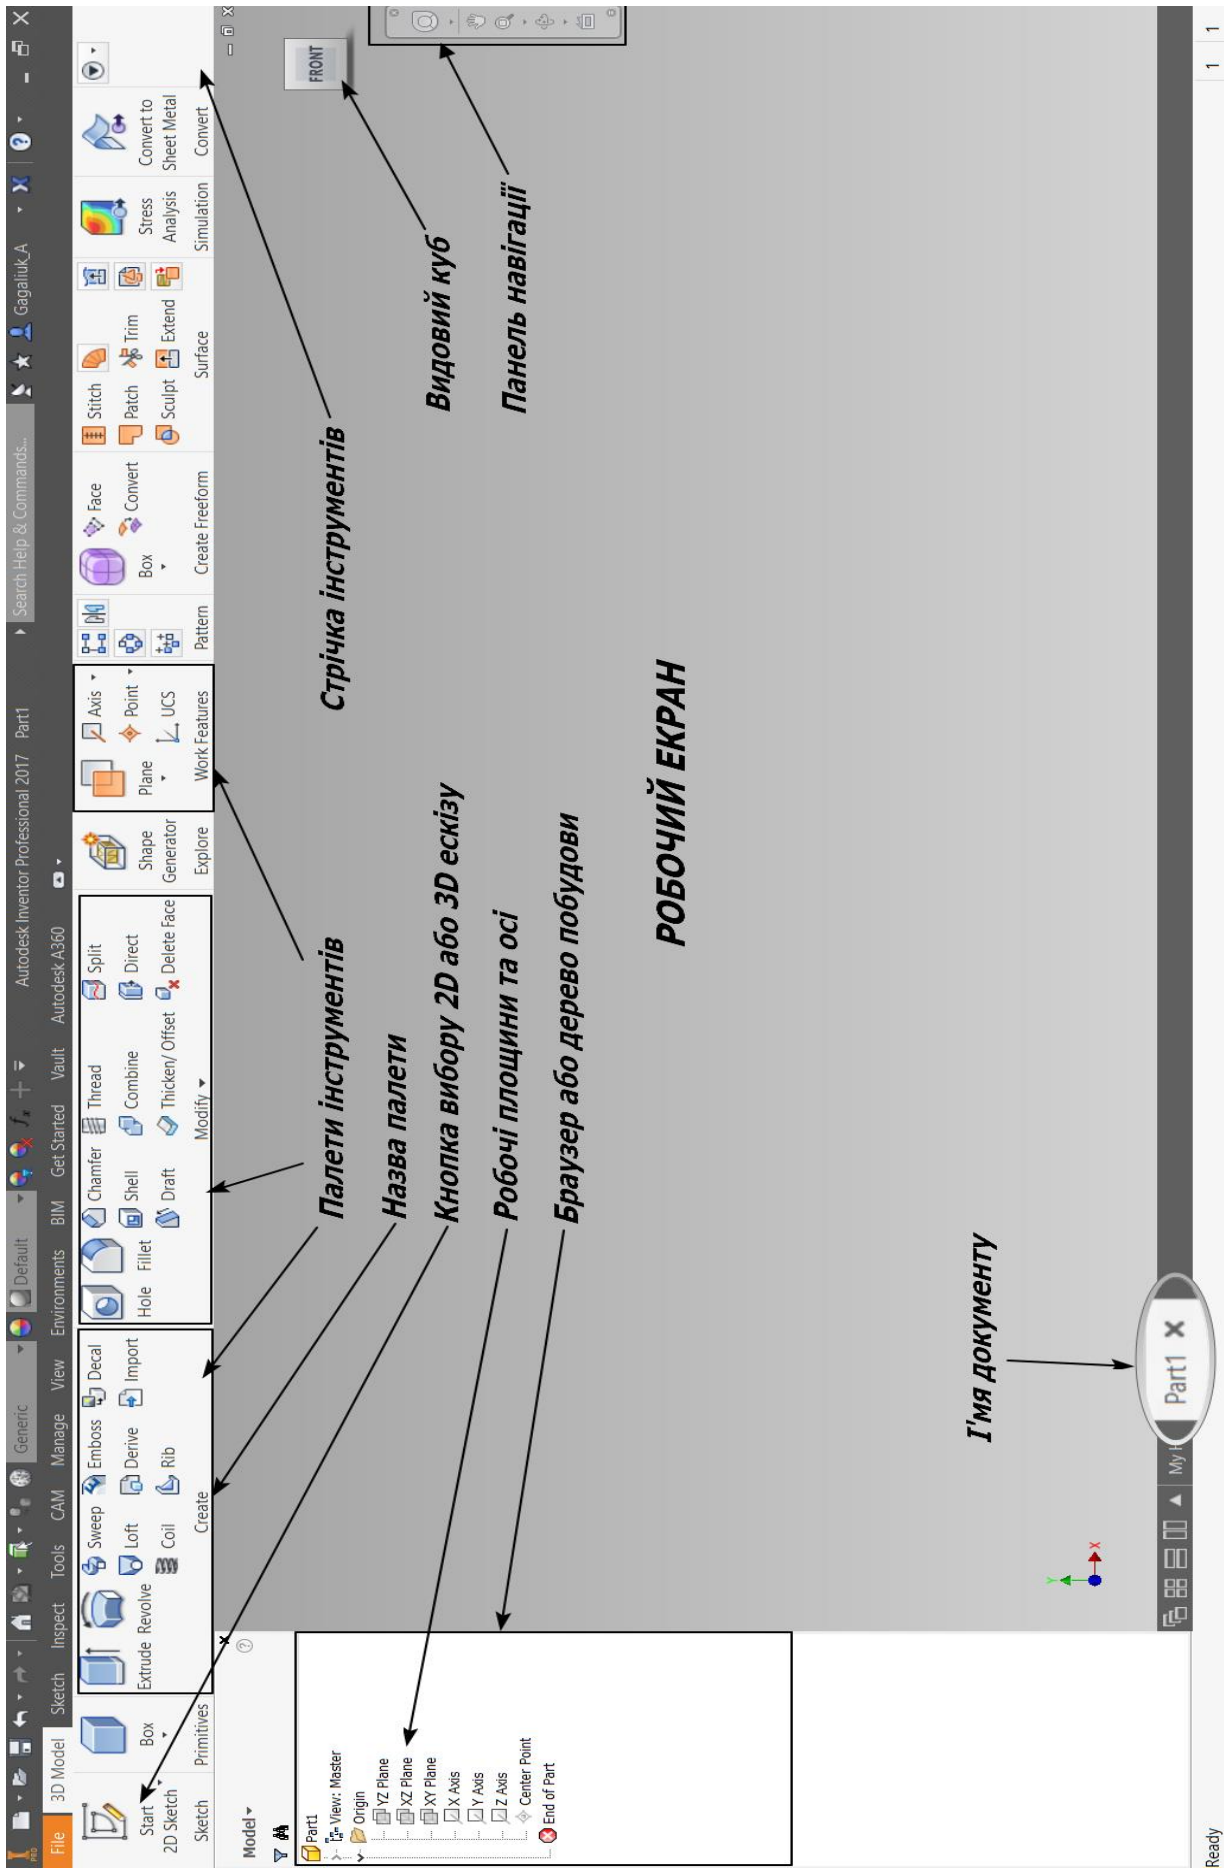 PRO
Generic
Default
Autodesk Inventor Professional 2017 Part1
Search Help & Commands...
Gagaliuk_A
File 3D Model Sketch Inspect Tools CAM Manage View Environments BIM Get Started Vault Autodesk A360
Start
2D Sketch
Sketch
Box
Primitives
Extrude Revolve
Sweep Emboss Decal
Loft Derive Import
Coil Rib
Create
Hole Fillet
Chamfer Thread Split
Shell Combine Direct
Draft Thicken/ Offset Delete Face
Modify
Shape
Generator
Explore
Plane
Axis
Point
UCS
Work Features
Pattern
Box
Face
Convert
Create Freeform
Stitch
Patch Trim
Sculpt Extend
Surface
Stress
Analysis
Simulation
Convert to
Sheet Metal
Convert
Model
Part1
View: Master
Origin
YZ Plane
XZ Plane
XY Plane
X Axis
Y Axis
Z Axis
Center Point
End of Part
FRONT
Палети інструментів
Стрічка інструментів
Назва палети
Видовий куб
Кнопка вибору 2D або 3D ескізу
Панель навігації
Робочі площини та осі
Браузер або дерево побудови
РОБОЧИЙ ЕКРАН
І'мя документу
Y
X
Part1
Ready
1 1